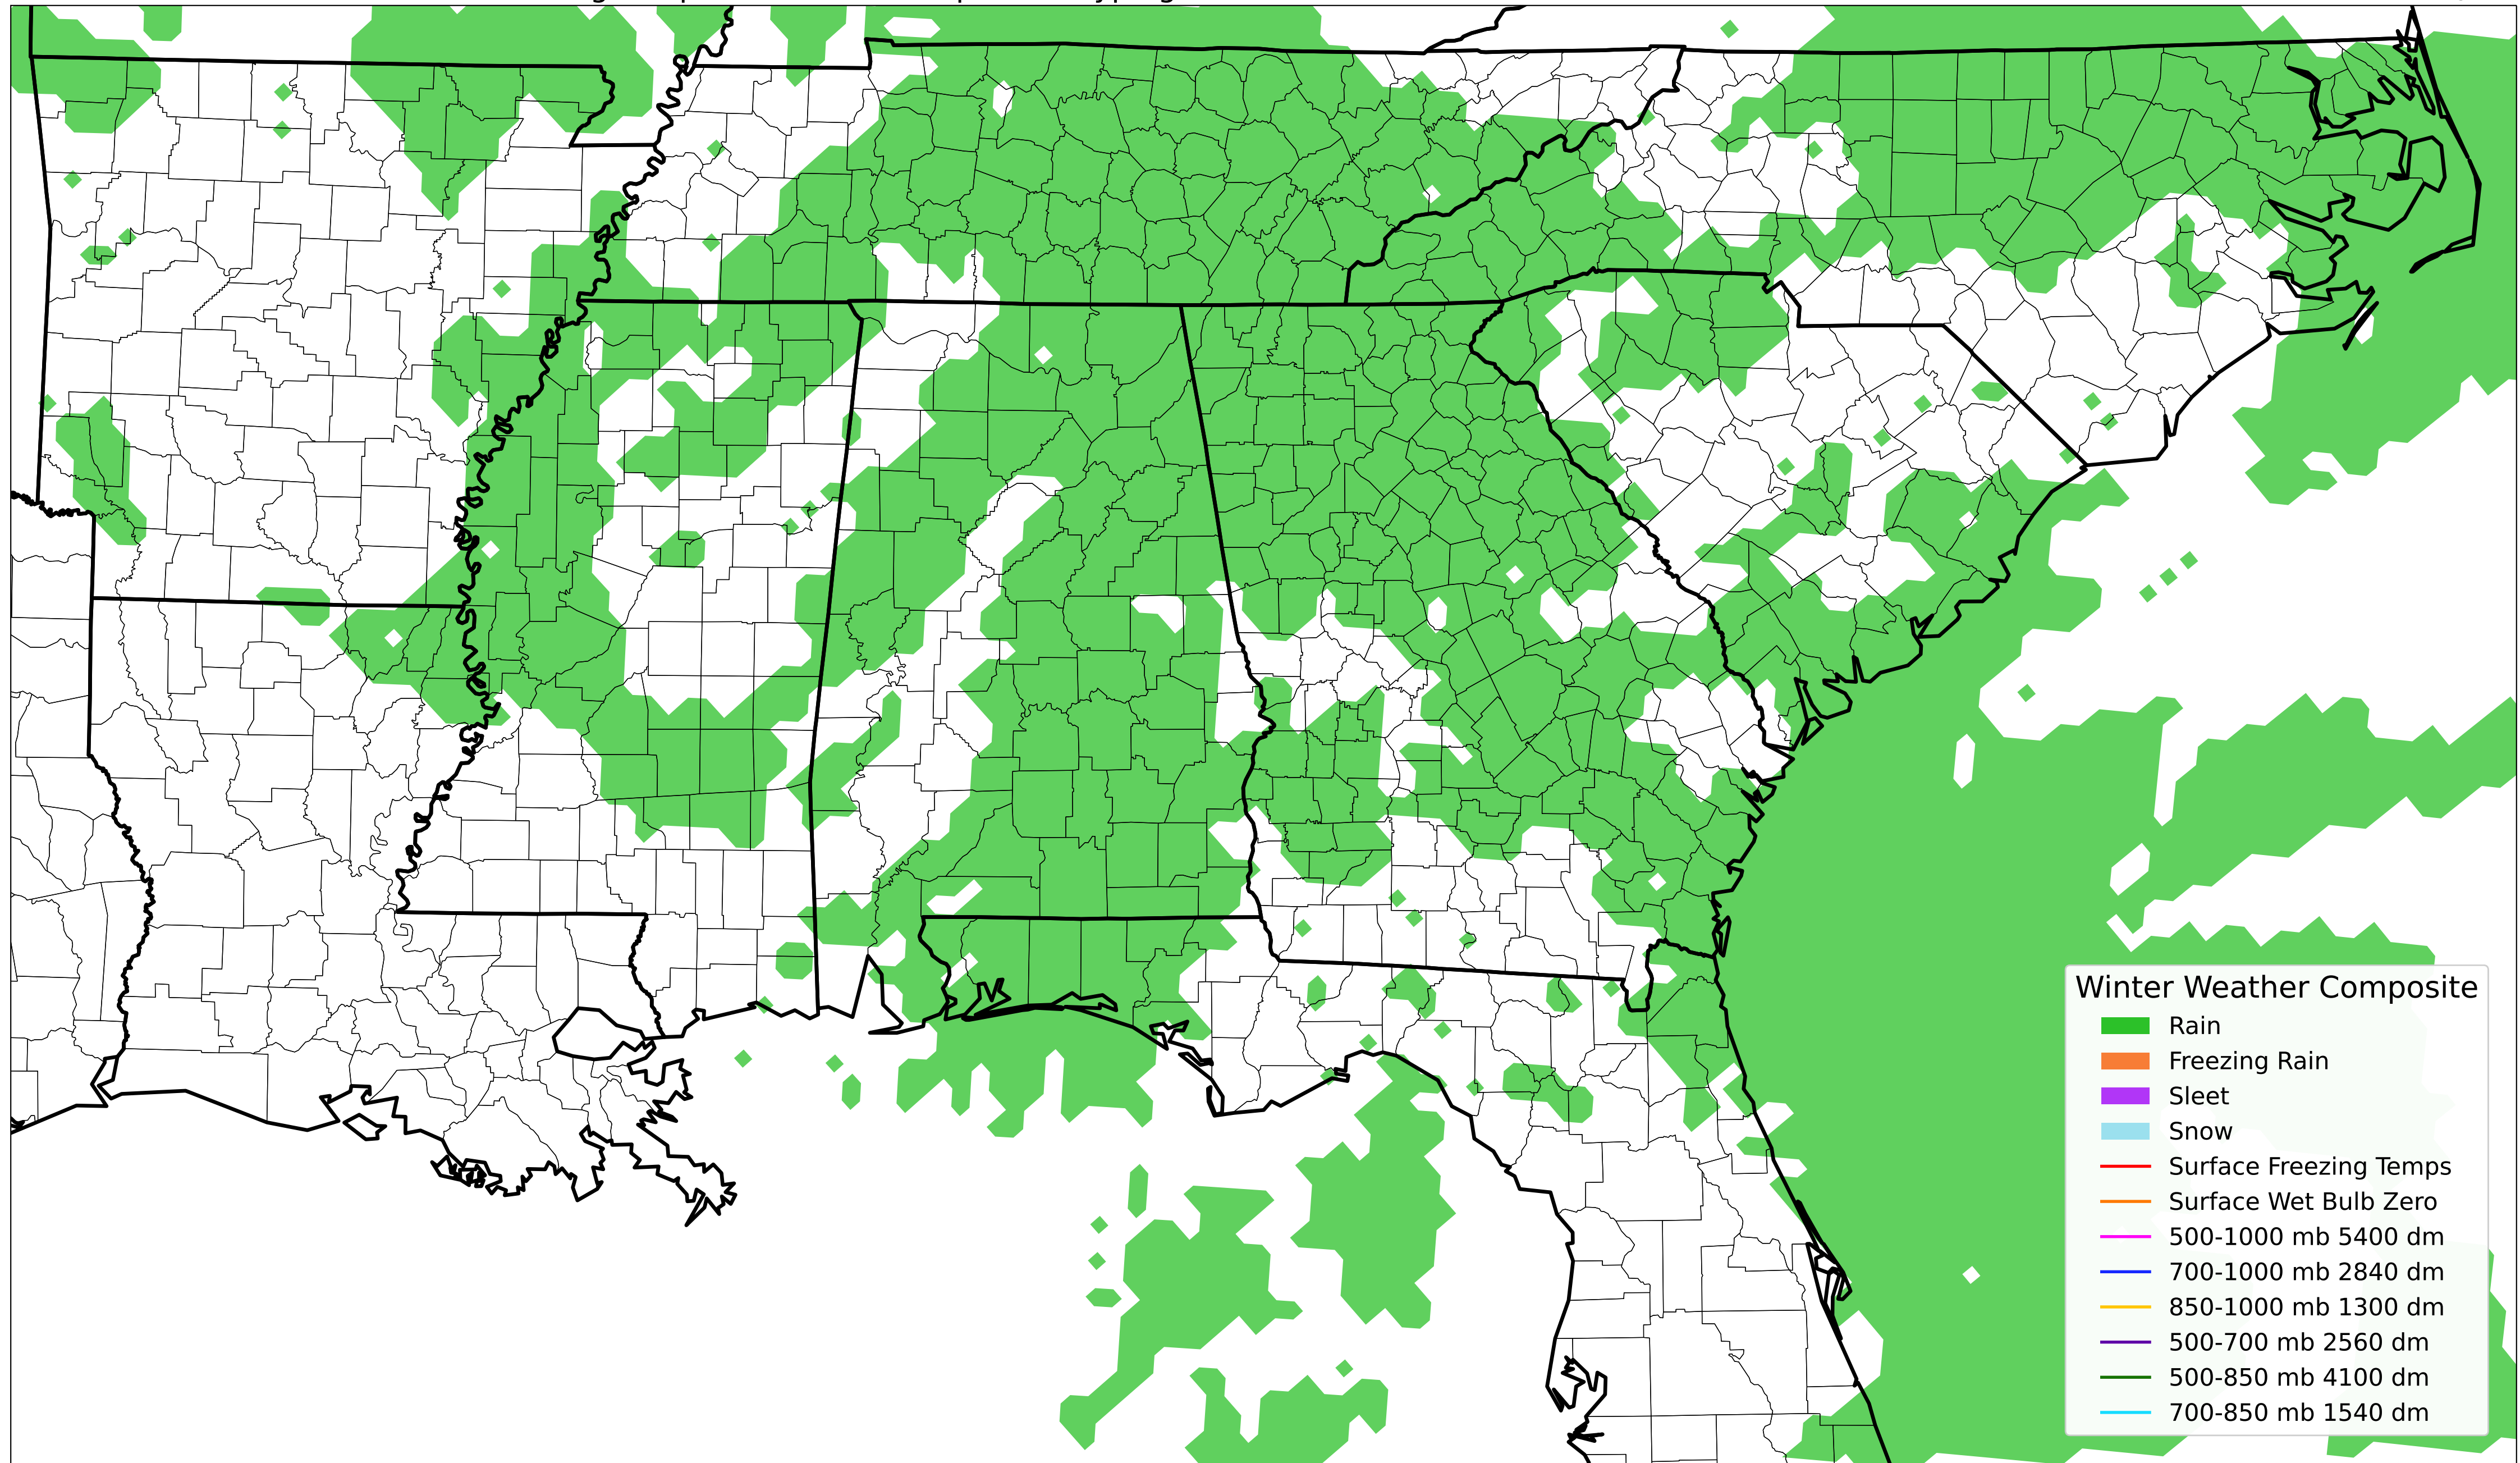 Winter Weather Composite
Rain
Freezing Rain
Sleet
Snow
Surface Freezing Temps
Surface Wet Bulb Zero
500-1000 mb 5400 dm
700-1000 mb 2840 dm
850-1000 mb 1300 dm
500-700 mb 2560 dm
500-850 mb 4100 dm
700-850 mb 1540 dm